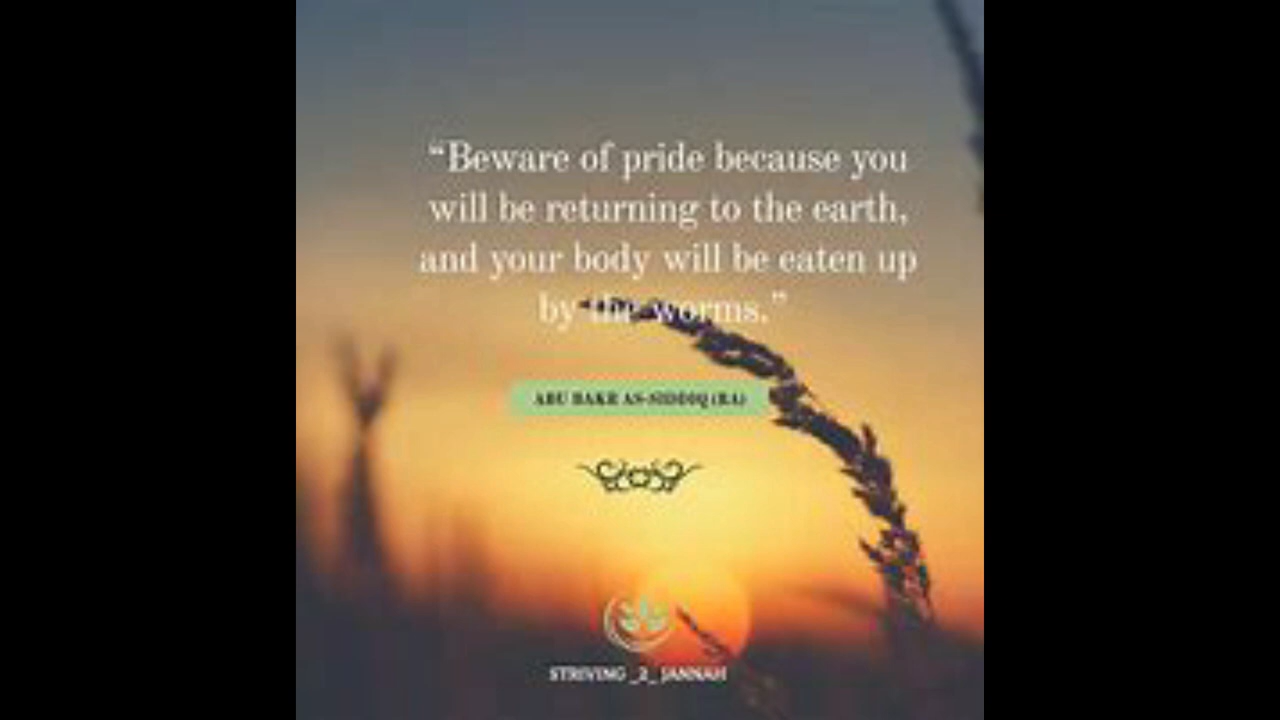 “Beware of pride because you
will be returning to the earth,
and your body will be eaten up
by the worms.”
ABU BAKR AS-SIDDIQ (RA)
STRIVING _2_ JANNAH